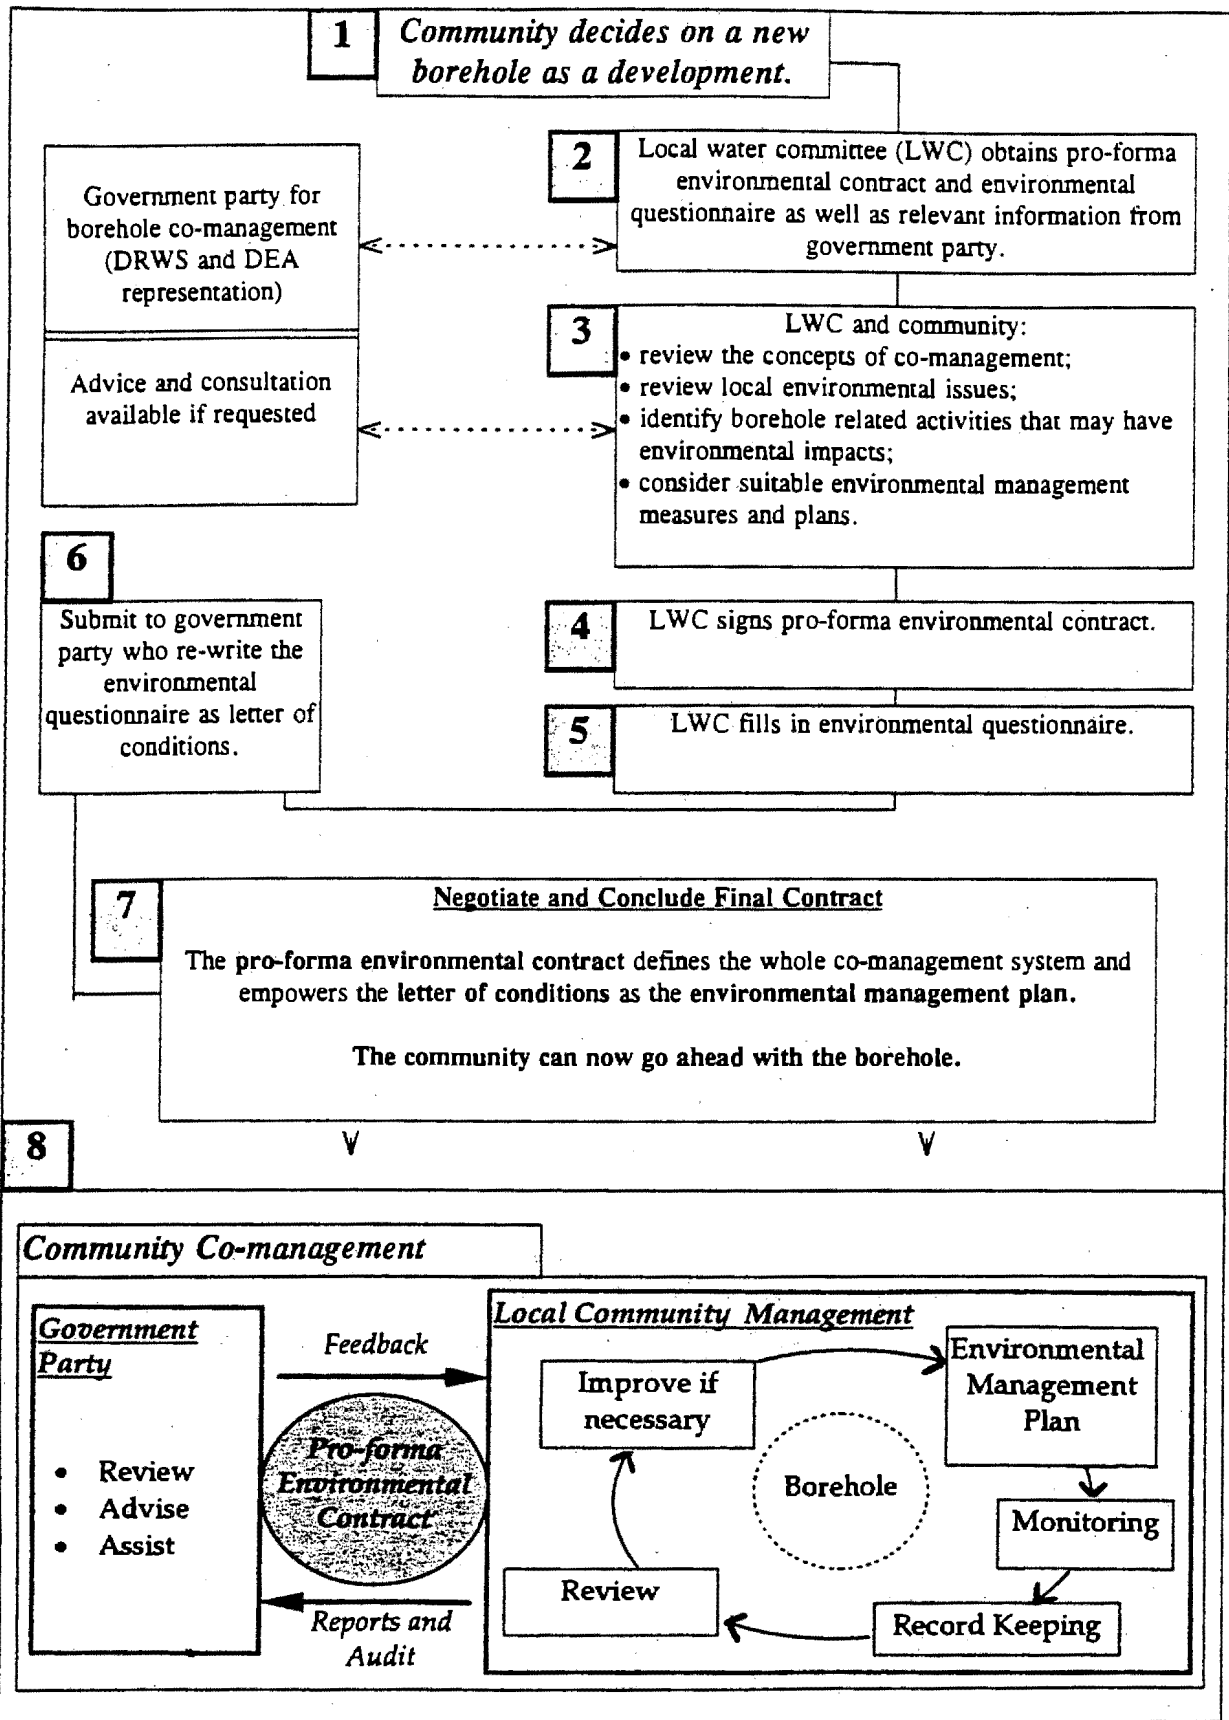 1
Community decides on a new
borehole as a development.
2
Local water committee (LWC) obtains pro-forma
environmental contract and environmental
questionnaire as well as relevant information from
government party.
Government party for
borehole co-management
(DRWS and DEA
representation)
Advice and consultation
available if requested
3
LWC and community:
• review the concepts of co-management;
• review local environmental issues;
• identify borehole related activities that may have
environmental impacts;
• consider suitable environmental management
measures and plans.
4
LWC signs pro-forma environmental contract.
5
LWC fills in environmental questionnaire.
6
Submit to government
party who re-write the
environmental
questionnaire as letter of
conditions.
7
Negotiate and Conclude Final Contract
The pro-forma environmental contract defines the whole co-management system and
empowers the letter of conditions as the environmental management plan.
The community can now go ahead with the borehole.
8
Community Co-management
Government
Party
• Review
• Advise
• Assist
Feedback
Pro-forma
Environmental
Contract
Reports and
Audit
Local Community Management
Improve if
necessary
Environmental
Management
Plan
Borehole
Monitoring
Record Keeping
Review